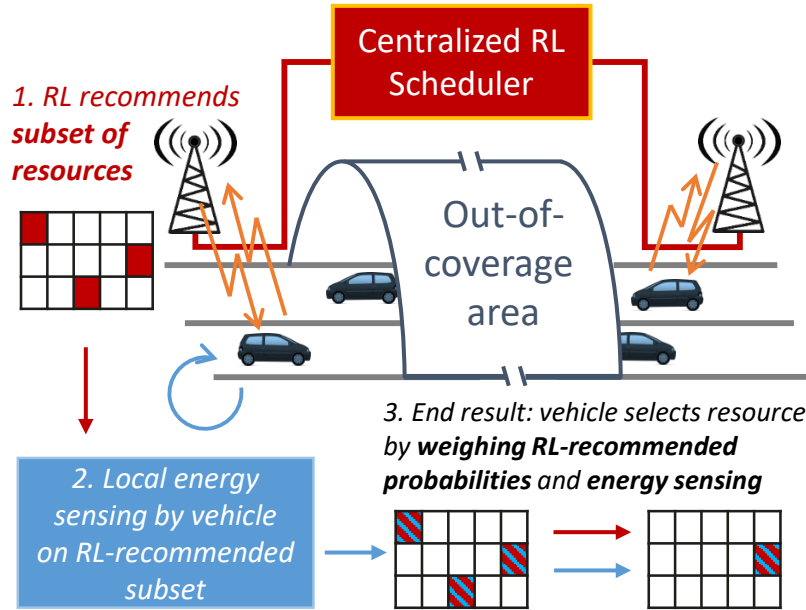 Centralized RL
Scheduler
1. RL recommends
subset of
resources
Out-of-
coverage
area
2. Local energy
sensing by vehicle
on RL-recommended
subset
3. End result: vehicle selects resource
by weighing RL-recommended
probabilities and energy sensing